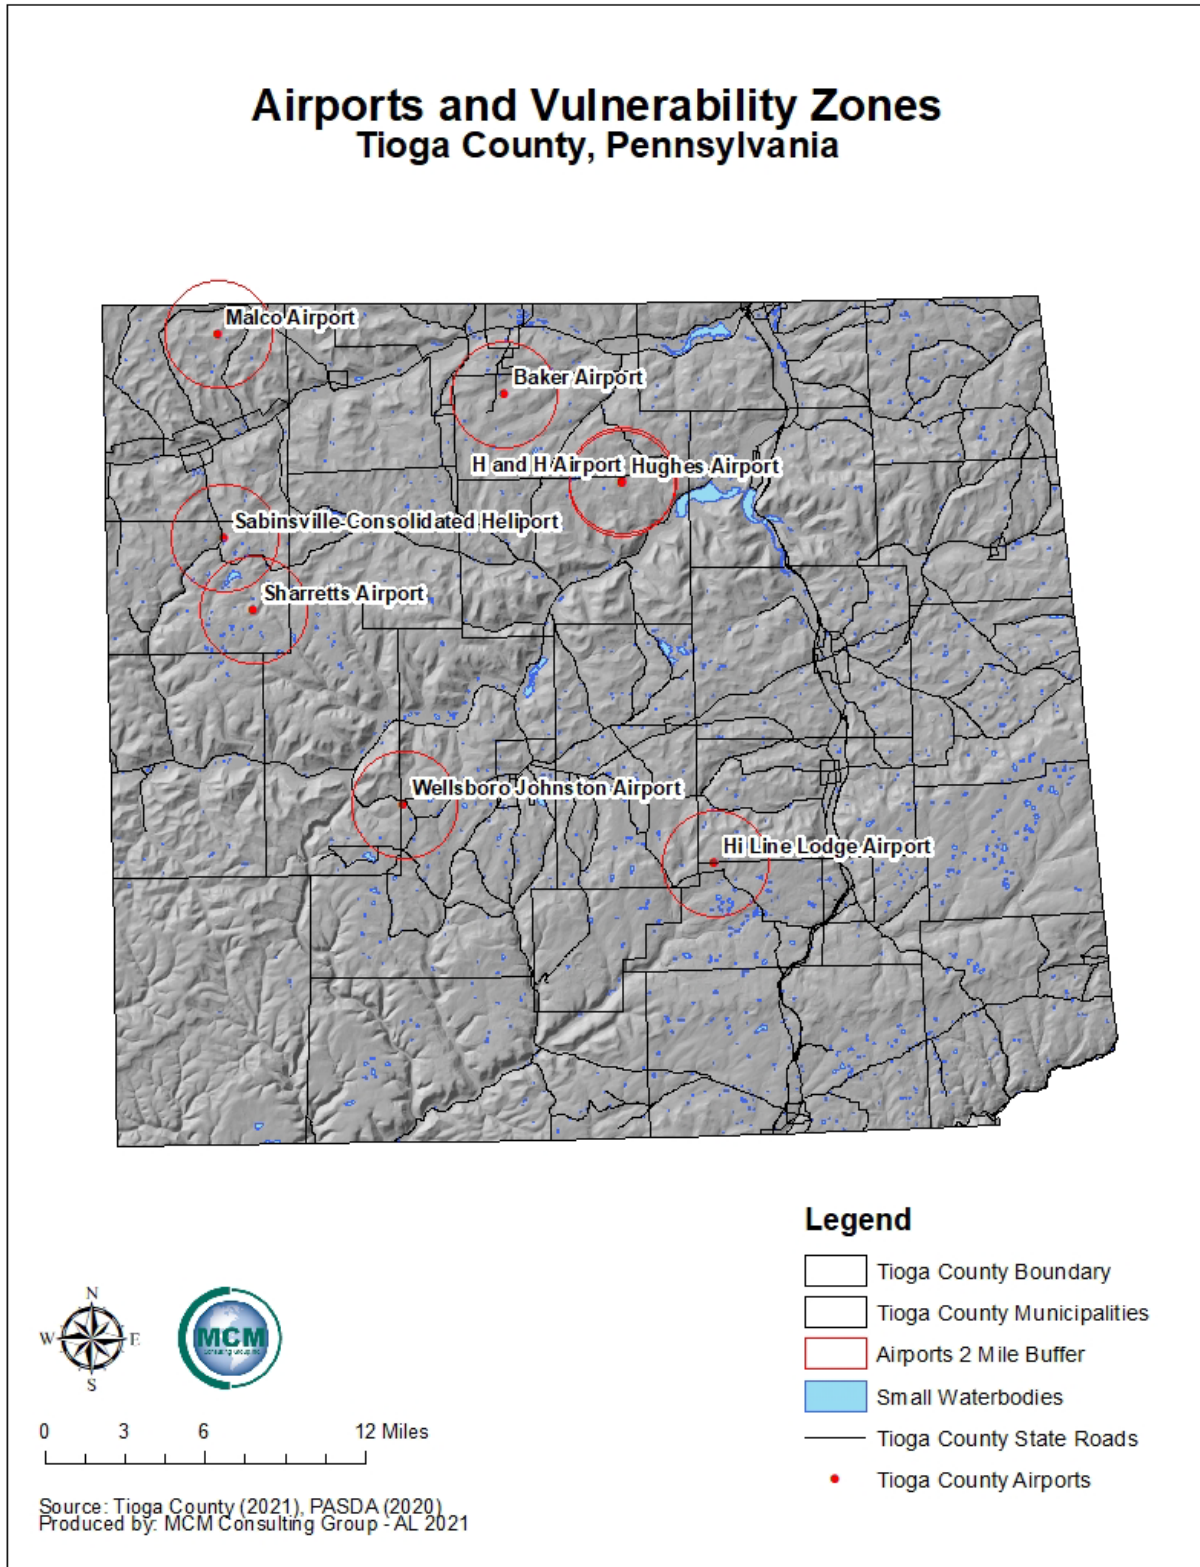 Airports and Vulnerability Zones
Tioga County, Pennsylvania
Malco Airport
Baker Airport
H and H Airport
Hughes Airport
Sabinsville-Consolidated Heliport
Sharretts Airport
Wellsboro Johnston Airport
Hi Line Lodge Airport
Legend
Tioga County Boundary
Tioga County Municipalities
Airports 2 Mile Buffer
Small Waterbodies
Tioga County State Roads
Tioga County Airports
N
W E
S
MCM
Consulting Group, Inc.
0 3 6 12 Miles
Source: Tioga County (2021), PASDA (2020)
Produced by: MCM Consulting Group - AL 2021